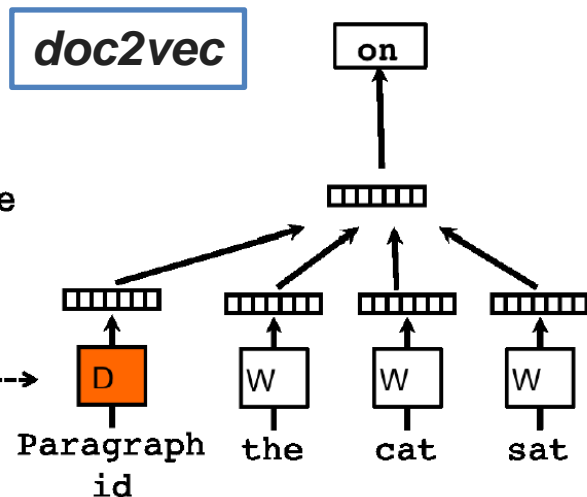 doc2vec
on
e
D
W
W
W
Paragraph
id
the
cat
sat